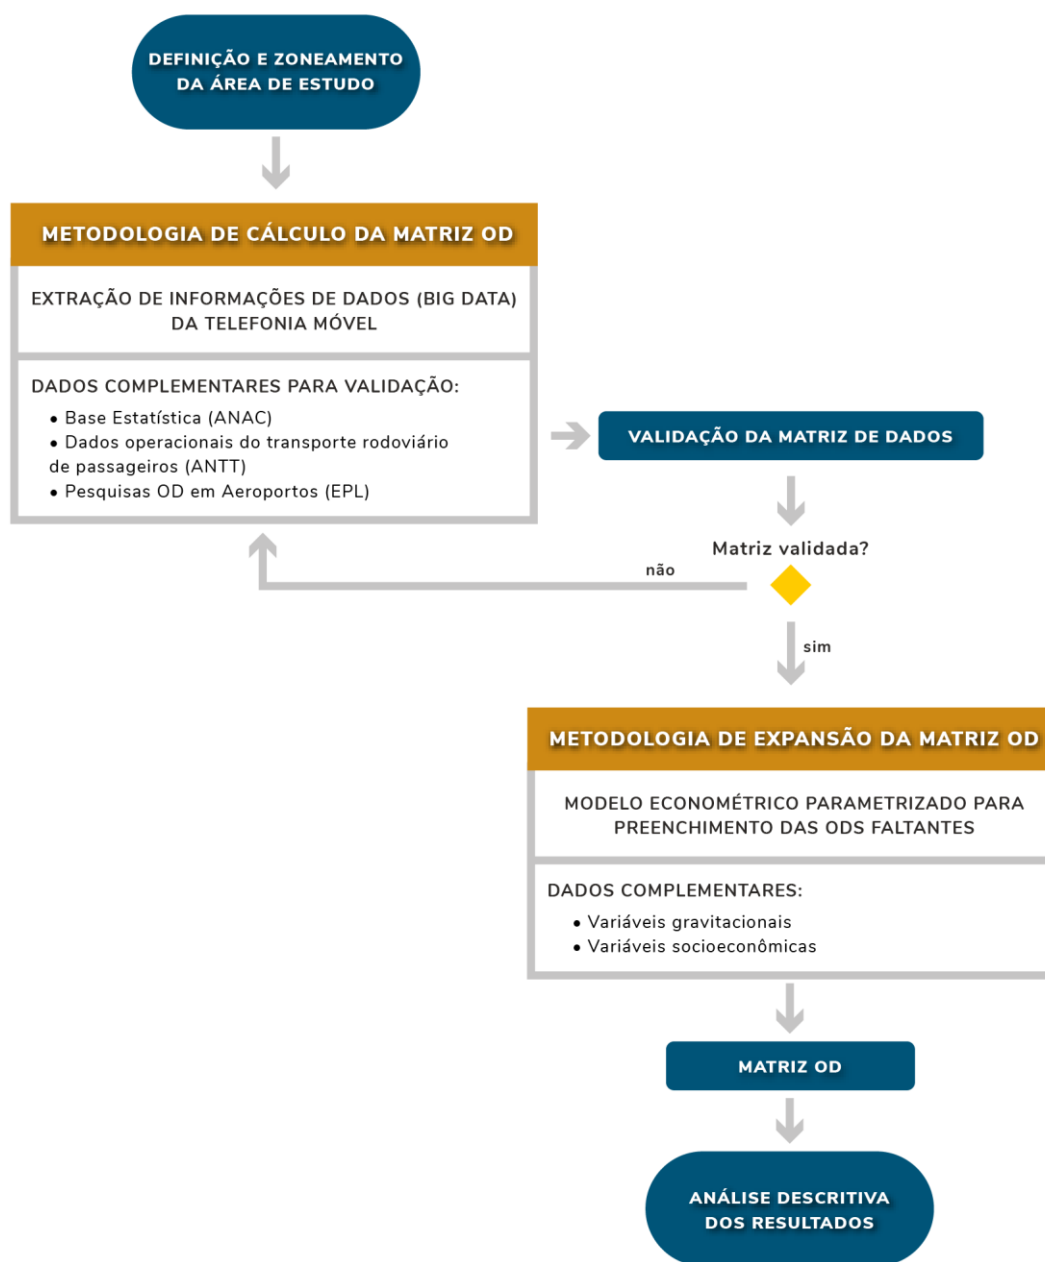 DEFINIÇÃO E ZONEAMENTO
DA ÁREA DE ESTUDO
METODOLOGIA DE CÁLCULO DA MATRIZ OD
EXTRAÇÃO DE INFORMAÇÕES DE DADOS (BIG DATA)
DA TELEFONIA MÓVEL
DADOS COMPLEMENTARES PARA VALIDAÇÃO:
• Base Estatística (ANAC)
• Dados operacionais do transporte rodoviário
de passageiros (ANTT)
• Pesquisas OD em Aeroportos (EPL)
VALIDAÇÃO DA MATRIZ DE DADOS
Matriz validada?
não
sim
METODOLOGIA DE EXPANSÃO DA MATRIZ OD
MODELO ECONOMÉTRICO PARAMETRIZADO PARA
PREENCHIMENTO DAS ODS FALTANTES
DADOS COMPLEMENTARES:
• Variáveis gravitacionais
• Variáveis socioeconômicas
MATRIZ OD
ANÁLISE DESCRITIVA
DOS RESULTADOS